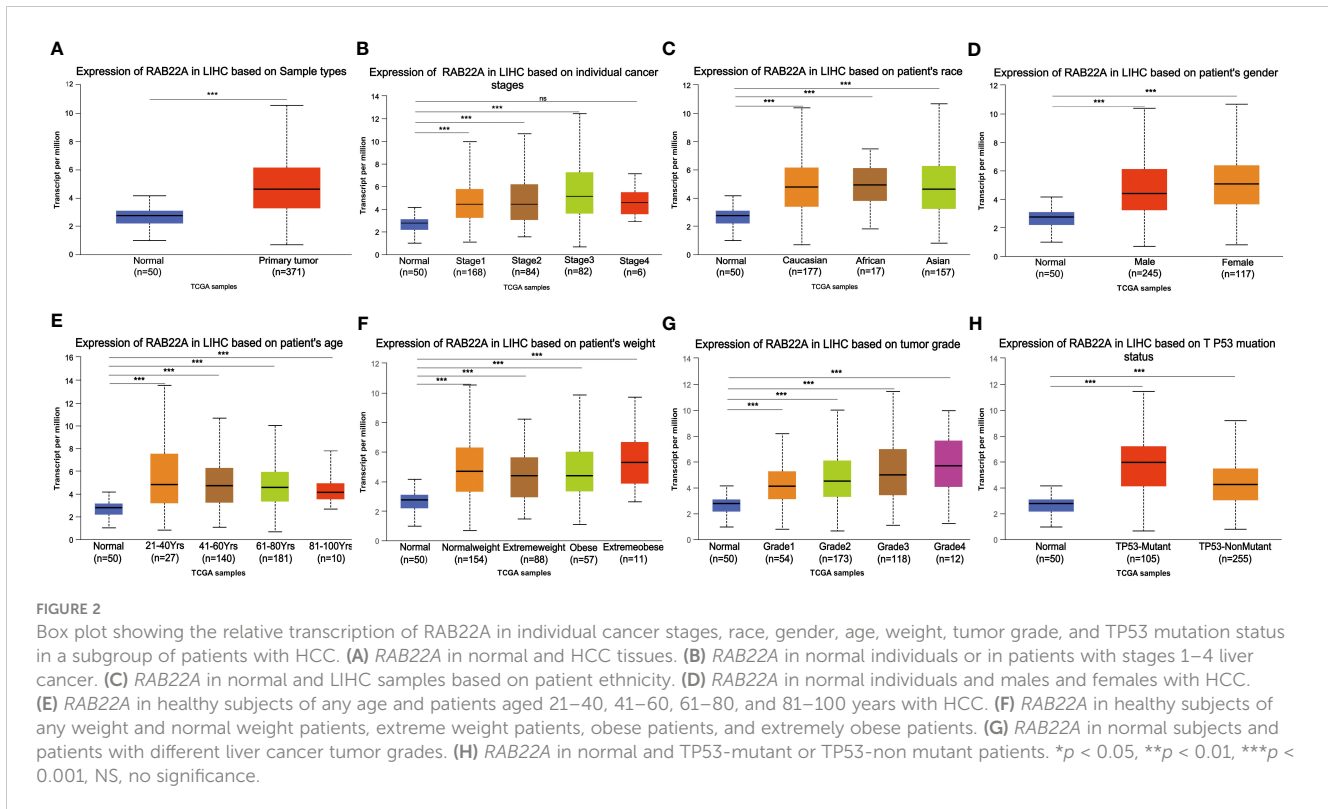 A
Expression of RAB22A in LIHC based on Sample types
***
Transcript per million
12
10
8
6
4
2
0
Normal
(n=50)
Primary tumor
(n=371)
TCGA samples
B
Expression of RAB22A in LIHC based on individual cancer
stages
ns
***
***
***
Transcript per million
14
12
10
8
6
4
2
0
Normal
(n=50)
Stage1
(n=168)
Stage2
(n=84)
Stage3
(n=82)
Stage4
(n=6)
TCGA samples
C
Expression of RAB22A in LIHC based on patient's race
***
***
***
Transcript per million
12
10
8
6
4
2
0
Normal
(n=50)
Caucasian
(n=177)
African
(n=17)
Asian
(n=157)
TCGA samples
D
Expression of RAB22A in LIHC based on patient's gender
***
***
Transcript per million
12
10
8
6
4
2
0
Normal
(n=50)
Male
(n=245)
Female
(n=117)
TCGA samples
E
Expression of RAB22A in LIHC based on patient's age
***
***
***
***
Transcript per million
16
14
12
10
8
6
4
2
0
Normal
(n=50)
21-40Yrs
(n=27)
41-60Yrs
(n=140)
61-80Yrs
(n=181)
81-100Yrs
(n=10)
TCGA samples
F
Expression of RAB22A in LIHC based on patient's weight
***
***
***
***
Transcript per million
12
10
8
6
4
2
0
Normal
(n=50)
Normalweight
(n=154)
Extremeweight
(n=88)
Obese
(n=57)
Extremeobese
(n=11)
TCGA samples
G
Expression of RAB22A in LIHC based on tumor grade
***
***
***
***
Transcript per million
14
12
10
8
6
4
2
0
Normal
(n=50)
Grade1
(n=54)
Grade2
(n=173)
Grade3
(n=118)
Grade4
(n=12)
TCGA samples
H
Expression of RAB22A in LIHC based on T P53 muation
status
***
***
Transcript per million
14
12
10
8
6
4
2
0
Normal
(n=50)
TP53-Mutant
(n=105)
TP53-NonMutant
(n=255)
TCGA samples
FIGURE 2
Box plot showing the relative transcription of RAB22A in individual cancer stages, race, gender, age, weight, tumor grade, and TP53 mutation status
in a subgroup of patients with HCC. (A) RAB22A in normal and HCC tissues. (B) RAB22A in normal individuals or in patients with stages 1–4 liver
cancer. (C) RAB22A in normal and LIHC samples based on patient ethnicity. (D) RAB22A in normal individuals and males and females with HCC.
(E) RAB22A in healthy subjects of any age and patients aged 21–40, 41–60, 61–80, and 81–100 years with HCC. (F) RAB22A in healthy subjects of
any weight and normal weight patients, extreme weight patients, obese patients, and extremely obese patients. (G) RAB22A in normal subjects and
patients with different liver cancer tumor grades. (H) RAB22A in normal and TP53-mutant or TP53-non mutant patients. *p < 0.05, **p < 0.01, ***p <
0.001, NS, no significance.